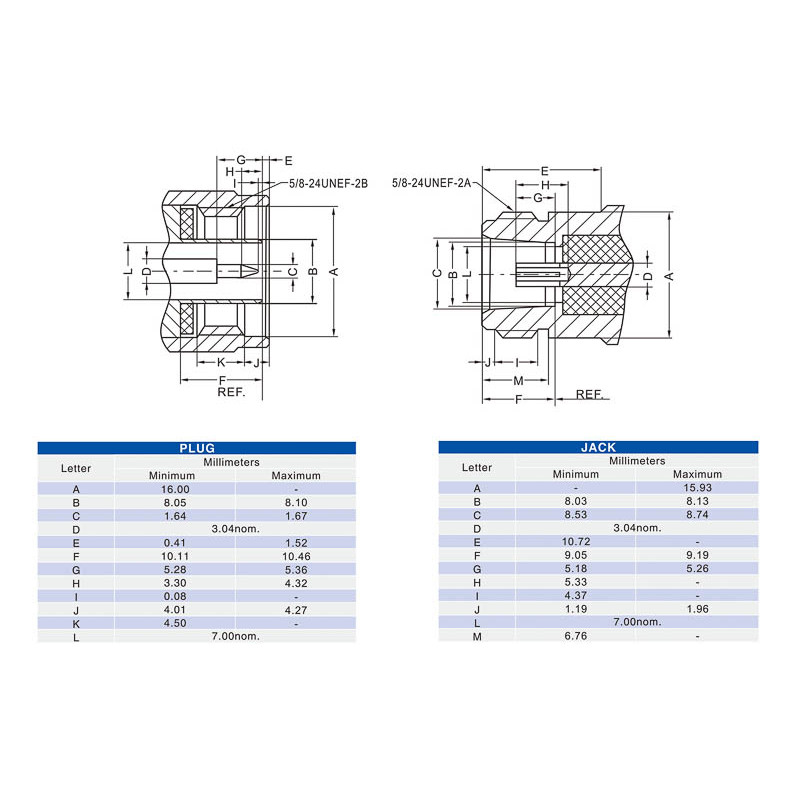 G E
H
I 5/8-24UNEF-2B
L D C B A
K J
F
REF.
E
5/8-24UNEF-2A H
G
C B L D A
J I
M
F REF.
PLUG
Letter Millimeters
Minimum Maximum
A 16.00 -
B 8.05 8.10
C 1.64 1.67
D 3.04nom.
E 0.41 1.52
F 10.11 10.46
G 5.28 5.36
H 3.30 4.32
I 0.08 -
J 4.01 4.27
K 4.50 -
L 7.00nom.
JACK
Letter Millimeters
Minimum Maximum
A - 15.93
B 8.03 8.13
C 8.53 8.74
D 3.04nom.
E 10.72 -
F 9.05 9.19
G 5.18 5.26
H 5.33 -
I 4.37 -
J 1.19 1.96
L 7.00nom.
M 6.76 -